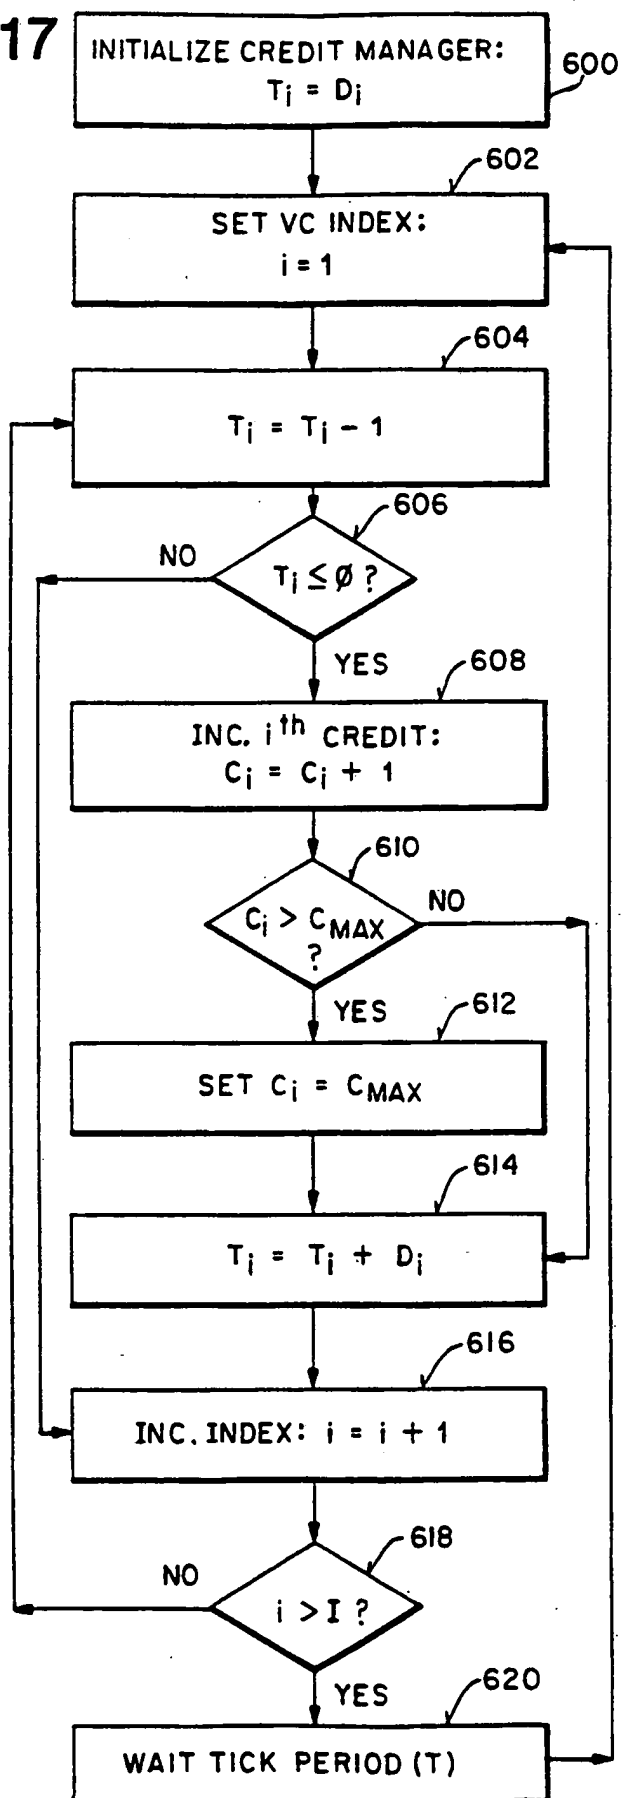 17
INITIALIZE CREDIT MANAGER:
Ti = Di
600
602
SET VC INDEX:
i = 1
604
Ti = Ti - 1
606
NO
Ti ≤ Ø ?
YES
608
INC. ith CREDIT:
Ci = Ci + 1
610
NO
Ci > CMAX
?
YES
612
SET Ci = CMAX
614
Ti = Ti + Di
616
INC. INDEX: i = i + 1
618
NO
i > I ?
YES
620
WAIT TICK PERIOD (T)